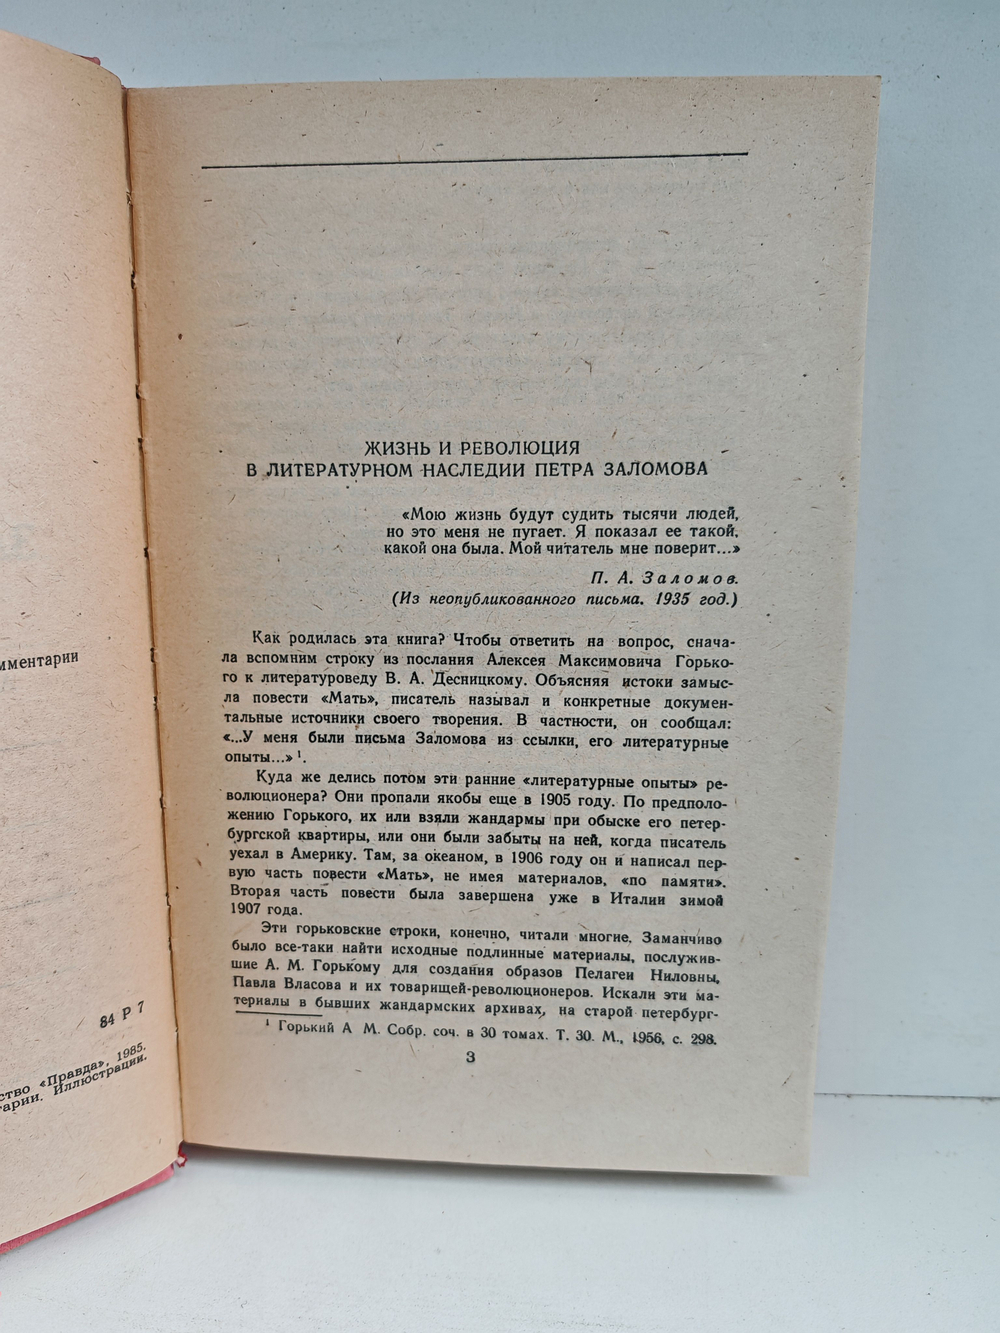 мментарии
84 Р 7
ство «Правда», 1985.
тарии. Иллюстрации.
ЖИЗНЬ И РЕВОЛЮЦИЯ
В ЛИТЕРАТУРНОМ НАСЛЕДИИ ПЕТРА ЗАЛОМОВА
«Мою жизнь будут судить тысячи людей,
но это меня не пугает. Я показал ее такой,
какой она была. Мой читатель мне поверит...»
П. А. Заломов.
(Из неопубликованного письма. 1935 год.)
Как родилась эта книга? Чтобы ответить на вопрос, снача-
ла вспомним строку из послания Алексея Максимовича Горько-
го к литературоведу В. А. Десницкому. Объясняя истоки замыс-
ла повести «Мать», писатель называл и конкретные докумен-
тальные источники своего творения. В частности, он сообщал:
«...У меня были письма Заломова из ссылки, его литературные
опыты...» ¹.
Куда же делись потом эти ранние «литературные опыты» ре-
волюционера? Они пропали якобы еще в 1905 году. По предполо-
жению Горького, их или взяли жандармы при обыске его петер-
бургской квартиры, или они были забыты на ней, когда писатель
уехал в Америку. Там, за океаном, в 1906 году он и написал пер-
вую часть повести «Мать», не имея материалов, «по памяти».
Вторая часть повести была завершена уже в Италии зимой
1907 года.
Эти горьковские строки, конечно, читали многие. Заманчиво
было все-таки найти исходные подлинные материалы, послужив-
шие А. М. Горькому для создания образов Пелагеи Ниловны,
Павла Власова и их товарищей-революционеров. Искали эти ма-
териалы в бывших жандармских архивах, на старой петербург-
¹ Горький А М. Собр. соч. в 30 томах. Т. 30. М., 1956, с. 298.
3